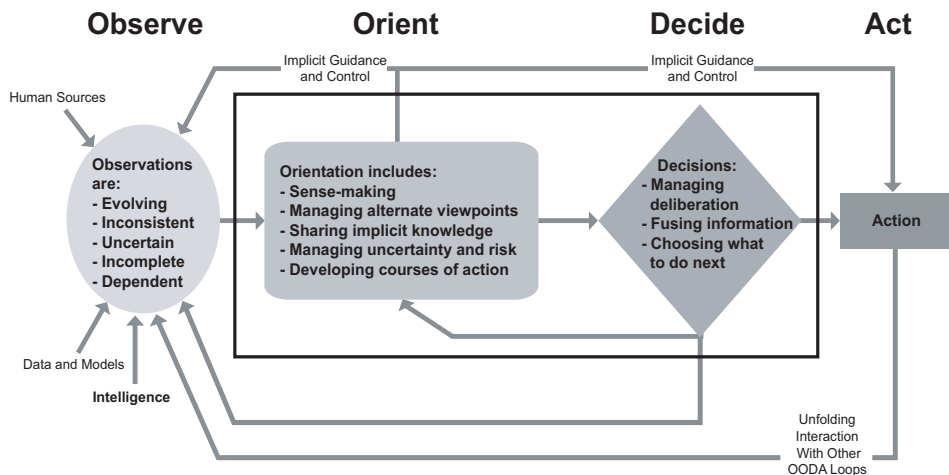 Observe
Orient
Decide
Act
Implicit Guidance
and Control
Implicit Guidance
and Control
Human Sources
Observations
are:
- Evolving
- Inconsistent
- Uncertain
- Incomplete
- Dependent
Orientation includes:
- Sense-making
- Managing alternate viewpoints
- Sharing implicit knowledge
- Managing uncertainty and risk
- Developing courses of action
Decisions:
- Managing
deliberation
- Fusing information
- Choosing what
to do next
Action
Data and Models
Intelligence
Unfolding
Interaction
With Other
OODA Loops